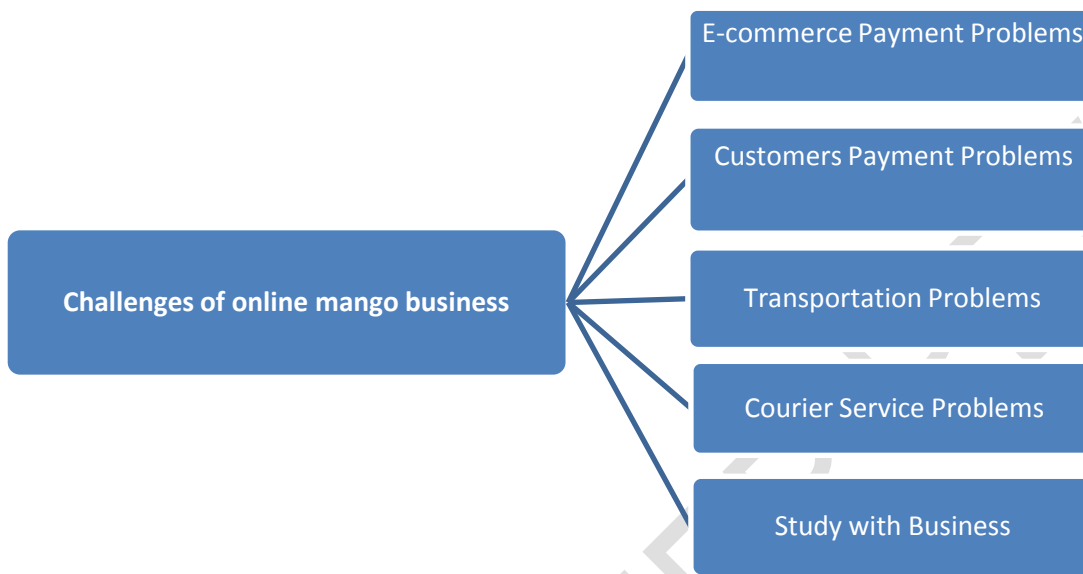 E-commerce Payment Problems
Customers Payment Problems
Challenges of online mango business
Transportation Problems
Courier Service Problems
Study with Business